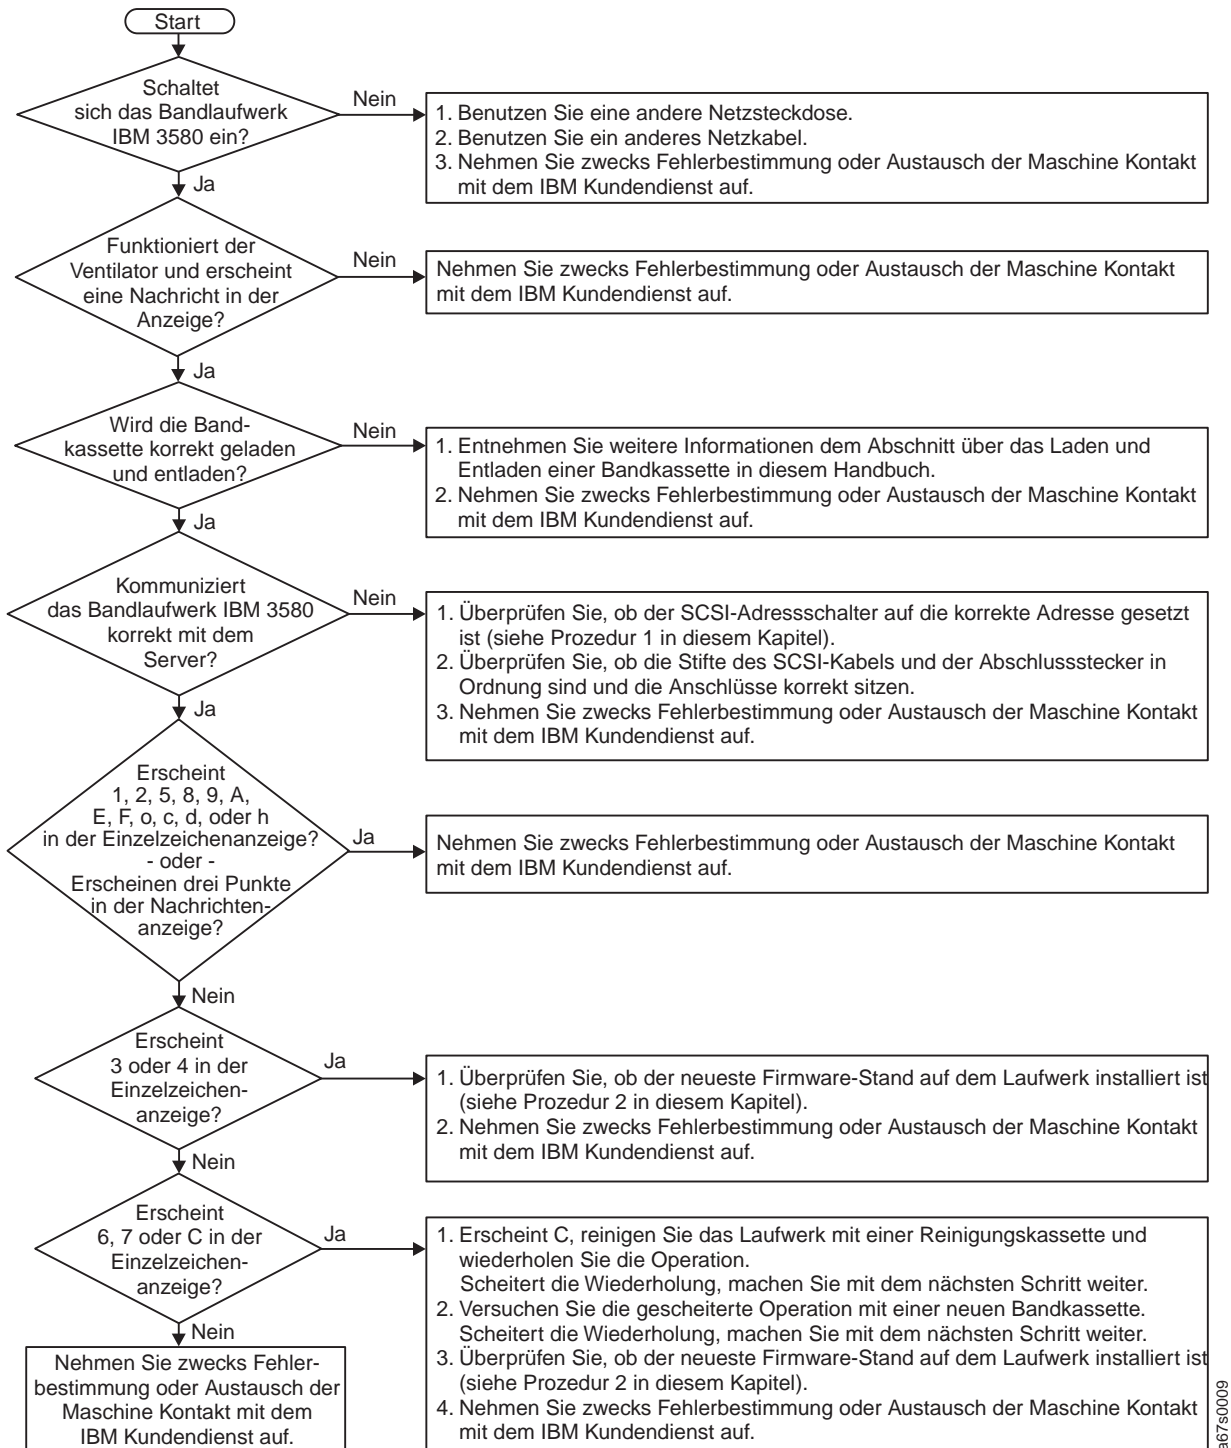 Start
Schaltet
sich das Bandlaufwerk
IBM 3580 ein?
Nein
1. Benutzen Sie eine andere Netzsteckdose.
2. Benutzen Sie ein anderes Netzkabel.
3. Nehmen Sie zwecks Fehlerbestimmung oder Austausch der Maschine Kontakt
mit dem IBM Kundendienst auf.
Ja
Funktioniert der
Ventilator und erscheint
eine Nachricht in der
Anzeige?
Nein
Nehmen Sie zwecks Fehlerbestimmung oder Austausch der Maschine Kontakt
mit dem IBM Kundendienst auf.
Ja
Wird die Band-
kassette korrekt geladen
und entladen?
Nein
1. Entnehmen Sie weitere Informationen dem Abschnitt über das Laden und
Entladen einer Bandkassette in diesem Handbuch.
2. Nehmen Sie zwecks Fehlerbestimmung oder Austausch der Maschine Kontakt
mit dem IBM Kundendienst auf.
Ja
Kommuniziert
das Bandlaufwerk IBM 3580
korrekt mit dem
Server?
Nein
1. Überprüfen Sie, ob der SCSI-Adressschalter auf die korrekte Adresse gesetzt
ist (siehe Prozedur 1 in diesem Kapitel).
2. Überprüfen Sie, ob die Stifte des SCSI-Kabels und der Abschlussstecker in
Ordnung sind und die Anschlüsse korrekt sitzen.
3. Nehmen Sie zwecks Fehlerbestimmung oder Austausch der Maschine Kontakt
mit dem IBM Kundendienst auf.
Ja
Erscheint
1, 2, 5, 8, 9, A,
E, F, o, c, d, oder h
in der Einzelzeichenanzeige?
- oder -
Erscheinen drei Punkte
in der Nachrichten-
anzeige?
Ja
Nehmen Sie zwecks Fehlerbestimmung oder Austausch der Maschine Kontakt
mit dem IBM Kundendienst auf.
Nein
Erscheint
3 oder 4 in der
Einzelzeichen-
anzeige?
Ja
1. Überprüfen Sie, ob der neueste Firmware-Stand auf dem Laufwerk installiert ist
(siehe Prozedur 2 in diesem Kapitel).
2. Nehmen Sie zwecks Fehlerbestimmung oder Austausch der Maschine Kontakt
mit dem IBM Kundendienst auf.
Nein
Erscheint
6, 7 oder C in der
Einzelzeichen-
anzeige?
Ja
1. Erscheint C, reinigen Sie das Laufwerk mit einer Reinigungskassette und
wiederholen Sie die Operation.
Scheitert die Wiederholung, machen Sie mit dem nächsten Schritt weiter.
2. Versuchen Sie die gescheiterte Operation mit einer neuen Bandkassette.
Scheitert die Wiederholung, machen Sie mit dem nächsten Schritt weiter.
3. Überprüfen Sie, ob der neueste Firmware-Stand auf dem Laufwerk installiert ist
(siehe Prozedur 2 in diesem Kapitel).
4. Nehmen Sie zwecks Fehlerbestimmung oder Austausch der Maschine Kontakt
mit dem IBM Kundendienst auf.
Nein
Nehmen Sie zwecks Fehler-
bestimmung oder Austausch der
Maschine Kontakt mit dem
IBM Kundendienst auf.
a67s0009